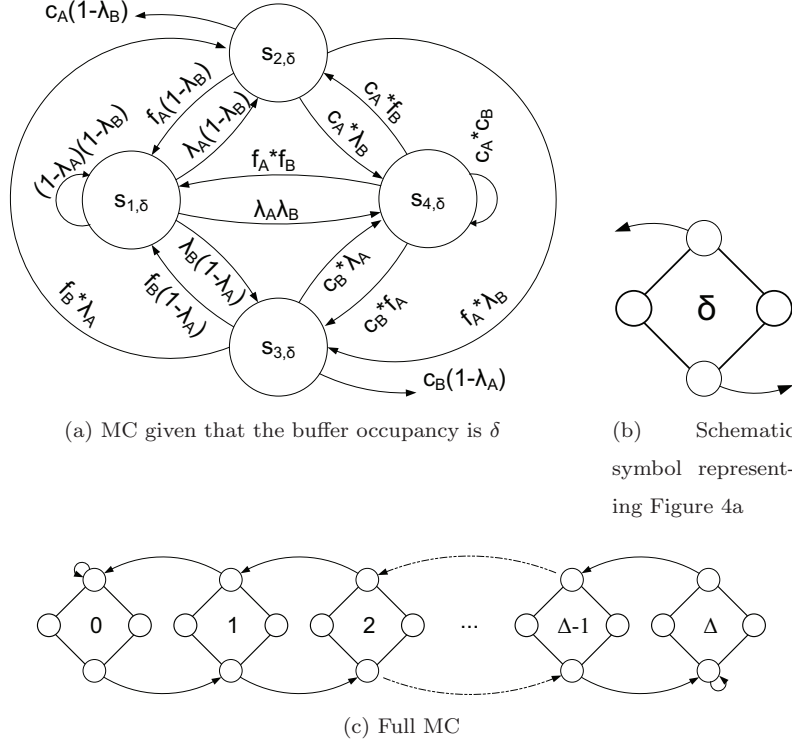 c_A(1-λ_B)
s_{2,δ}
f_A(1-λ_B)
λ_A(1-λ_B)
c_A*λ_B
c_A*f_B
(1-λ_A)(1-λ_B)
c_A*c_B
f_A*f_B
s_{1,δ}
s_{4,δ}
λ_Aλ_B
λ_B(1-λ_A)
f_B(1-λ_A)
c_B*λ_A
c_B*f_A
f_B*λ_A
f_A*λ_B
s_{3,δ}
c_B(1-λ_A)
δ
(a) MC given that the buffer occupancy is δ
(b) Schematic
symbol represent-
ing Figure 4a
0 1 2 ... Δ-1 Δ
(c) Full MC